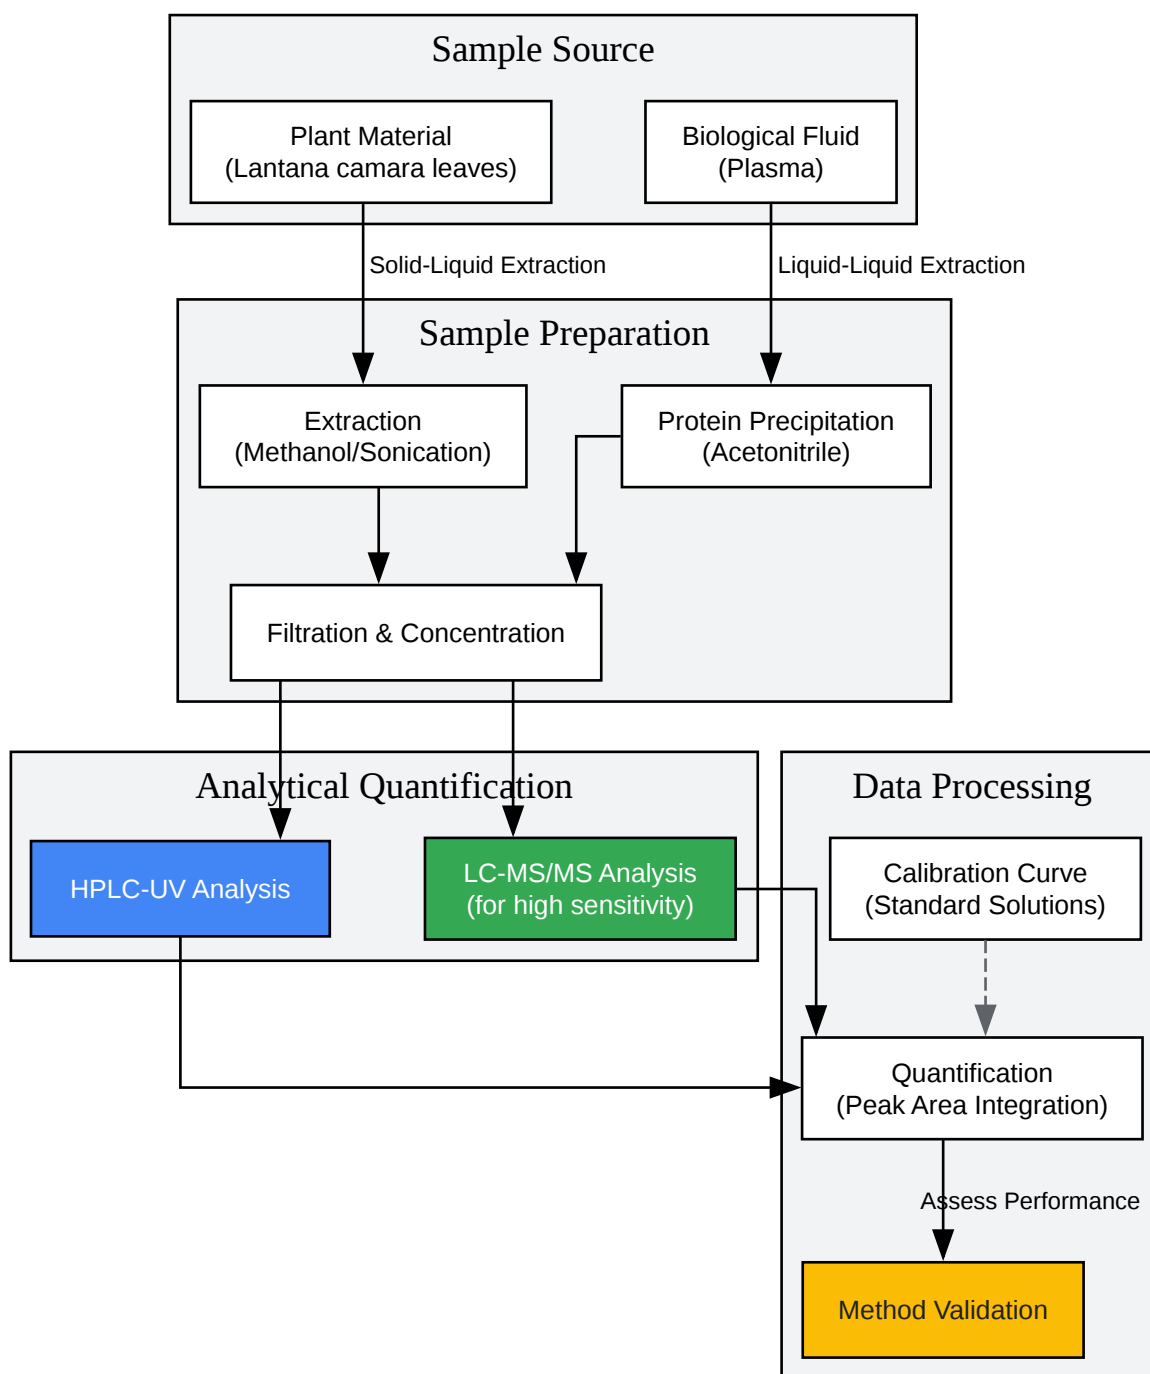 Sample Source
Plant Material
(Lantana camara leaves)
Biological Fluid
(Plasma)
Solid-Liquid Extraction
Liquid-Liquid Extraction
Sample Preparation
Extraction
(Methanol/Sonication)
Protein Precipitation
(Acetonitrile)
Filtration & Concentration
Analytical Quantification
HPLC-UV Analysis
LC-MS/MS Analysis
(for high sensitivity)
Data Processing
Calibration Curve
(Standard Solutions)
Quantification
(Peak Area Integration)
Assess Performance
Method Validation